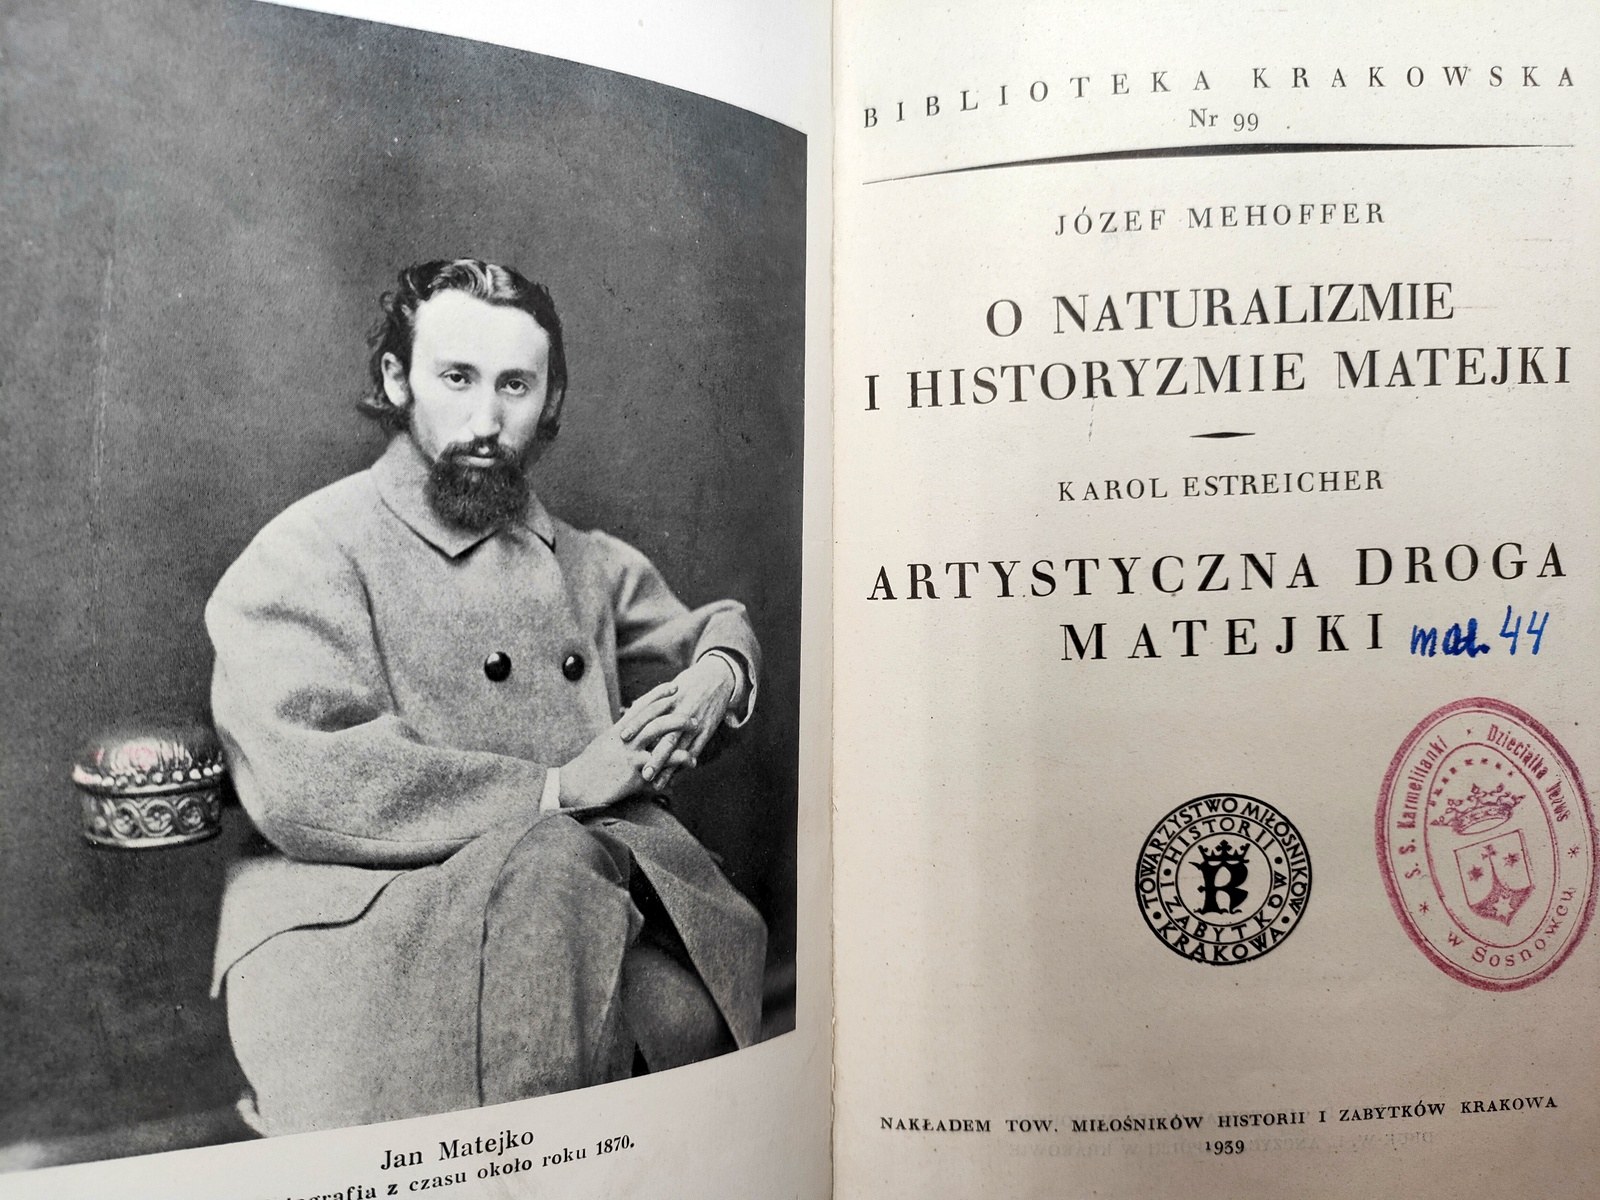 Jan Matejko
z czasu około roku 1870.
BIBLIOTEKA KRAKOWSKA
Nr 99
JÓZEF MEHOFFER
O NATURALIZMIE
I HISTORYZMIE MATEJKI
KAROL ESTREICHER
ARTYSTYCZNA DROGA
MATEJKI
mat. 44
TOWARZYSTWO MIŁOŚNIKÓW
HISTORII
I ZABYTKÓW
KRAKOWA
S. S. Karmelitanki * Dzieciątka Jezus
* w Sosnowcu *
NAKŁADEM TOW. MIŁOŚNIKÓW HISTORII I ZABYTKÓW KRAKOWA
1939